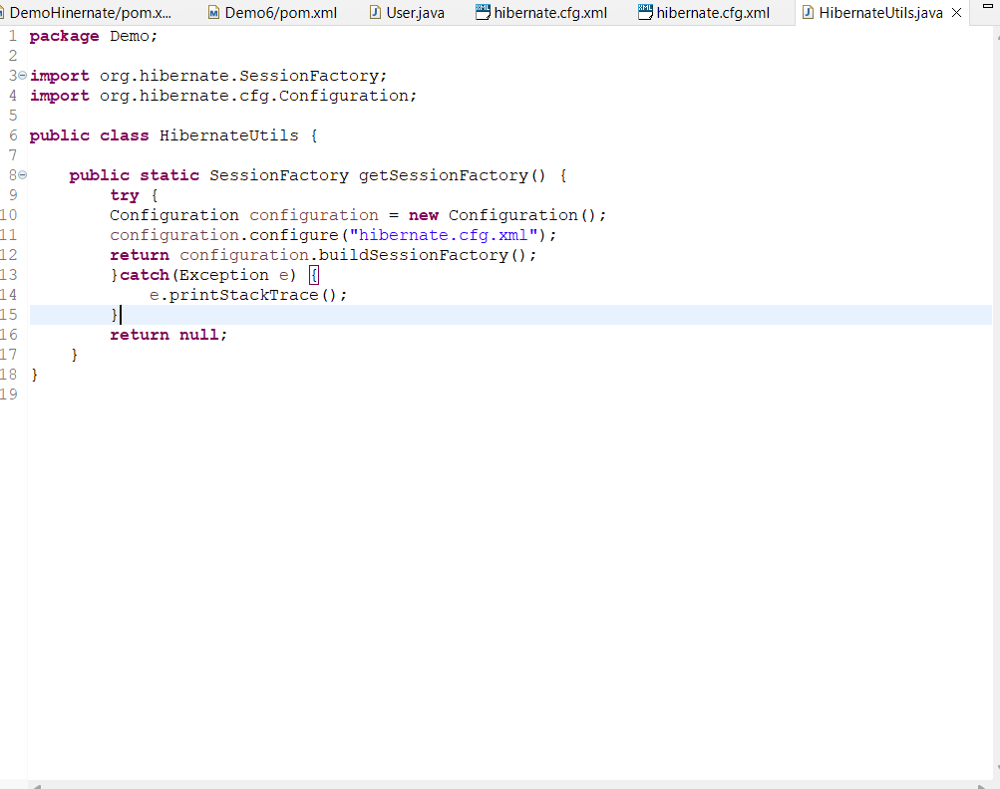 DemoHinernate/pom.x... Demo6/pom.xml User.java hibernate.cfg.xml hibernate.cfg.xml HibernateUtils.java
1 package Demo;
2
3 import org.hibernate.SessionFactory;
4 import org.hibernate.cfg.Configuration;
5
6 public class HibernateUtils {
7
8     public static SessionFactory getSessionFactory() {
9         try {
10         Configuration configuration = new Configuration();
11         configuration.configure("hibernate.cfg.xml");
12         return configuration.buildSessionFactory();
13         }catch(Exception e) {
14             e.printStackTrace();
15         }
16         return null;
17     }
18 }
19